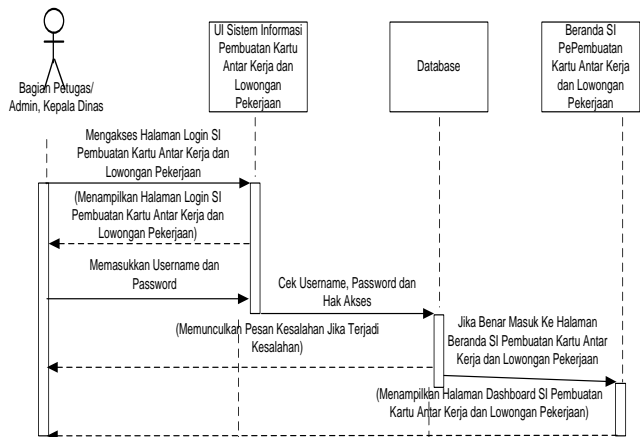 Bagian Petugas/
Admin, Kepala Dinas
UI Sistem Informasi
Pembuatan Kartu
Antar Kerja dan
Lowongan
Pekerjaan
Database
Beranda SI
PePembuatan
Kartu Antar Kerja
dan Lowongan
Pekerjaan
Mengakses Halaman Login SI
Pembuatan Kartu Antar Kerja dan
Lowongan Pekerjaan
(Menampilkan Halaman Login SI
Pembuatan Kartu Antar Kerja dan
Lowongan Pekerjaan)
Memasukkan Username dan
Password
Cek Username, Password dan
Hak Akses
(Memunculkan Pesan Kesalahan Jika Terjadi
Kesalahan)
Jika Benar Masuk Ke Halaman
Beranda SI Pembuatan Kartu Antar
Kerja dan Lowongan Pekerjaan
(Menampilkan Halaman Dashboard SI Pembuatan
Kartu Antar Kerja dan Lowongan Pekerjaan)